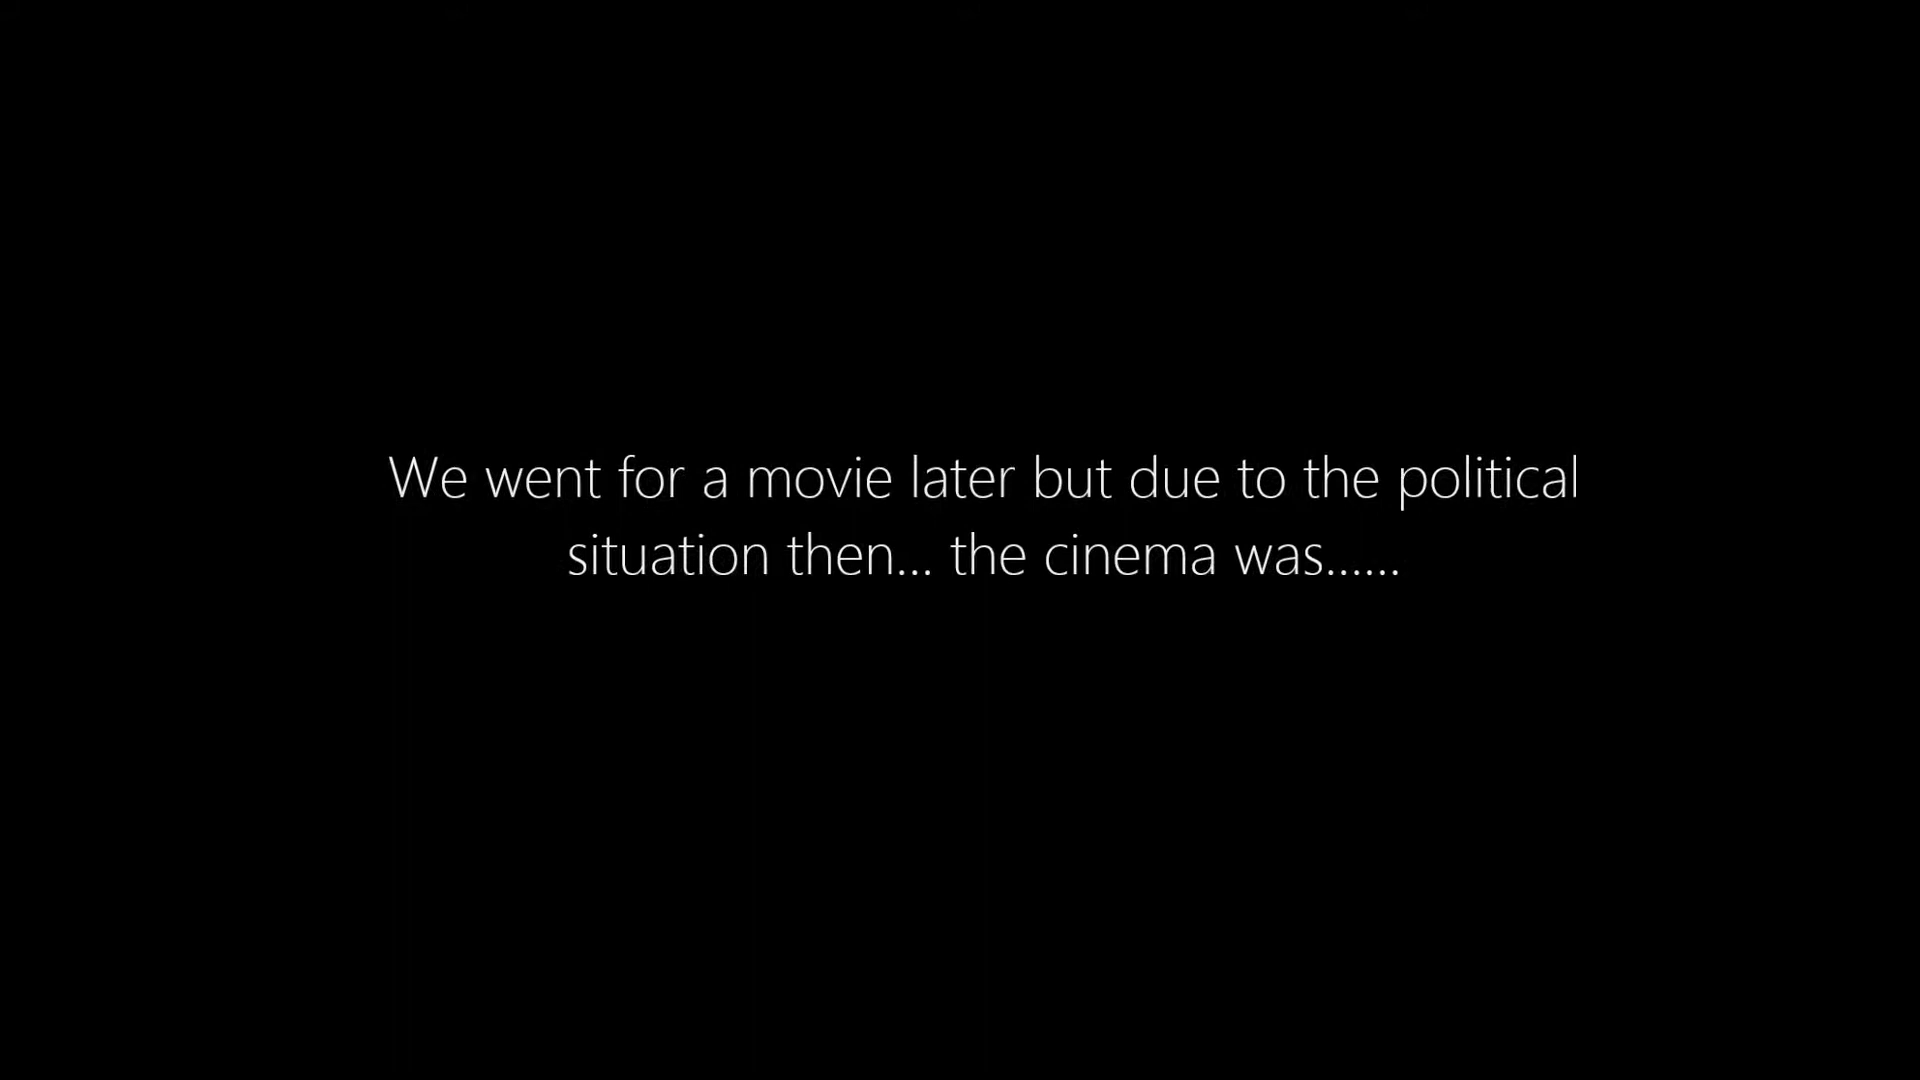 We went for a movie later but due to the political
situation then... the cinema was......